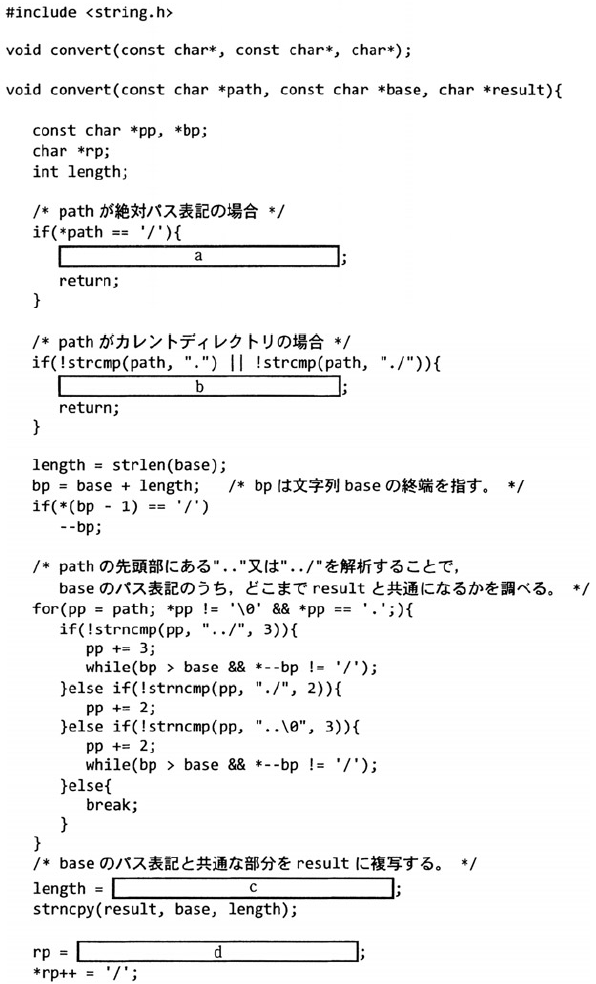 #include <string.h>
void convert(const char*, const char*, char*);
void convert(const char *path, const char *base, char *result){
const char *pp, *bp;
char *rp;
int length;
/* path が絶対パス表記の場合 */
if(*path == '/'){
a ;
return;
}
/* path がカレントディレクトリの場合 */
if(!strcmp(path, ".") || !strcmp(path, "./")){
b ;
return;
}
length = strlen(base);
bp = base + length; /* bp は文字列 base の終端を指す。 */
if(*(bp - 1) == '/')
--bp;
/* path の先頭部にある".."又は"../"を解析することで，
base のパス表記のうち，どこまで result と共通になるかを調べる。 */
for(pp = path; *pp != '\0' && *pp == '.';){
if(!strncmp(pp, "../", 3)){
pp += 3;
while(bp > base && *--bp != '/');
}else if(!strncmp(pp, "./", 2)){
pp += 2;
}else if(!strncmp(pp, "..\0", 3)){
pp += 2;
while(bp > base && *--bp != '/');
}else{
break;
}
}
/* base のパス表記と共通な部分を result に複写する。 */
length = c ;
strncpy(result, base, length);
rp = d ;
*rp++ = '/';